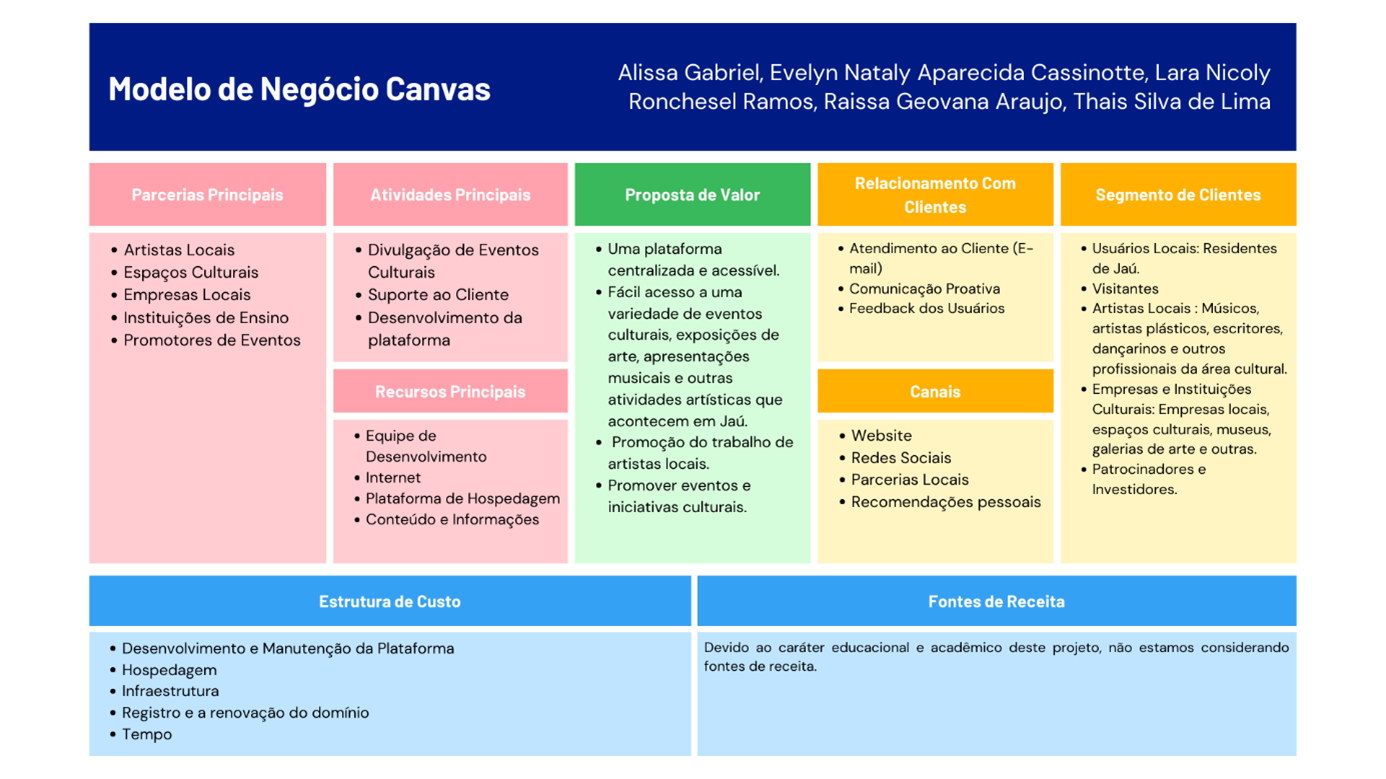 Modelo de Negócio Canvas
Alissa Gabriel, Evelyn Nataly Aparecida Cassinotte, Lara Nicoly
Ronchesel Ramos, Raissa Geovana Araujo, Thais Silva de Lima
Parcerias Principais
• Artistas Locais
• Espaços Culturais
• Empresas Locais
• Instituições de Ensino
• Promotores de Eventos
Atividades Principais
• Divulgação de Eventos
Culturais
• Suporte ao Cliente
• Desenvolvimento da
plataforma
Recursos Principais
• Equipe de
Desenvolvimento
• Internet
• Plataforma de Hospedagem
• Conteúdo e Informações
Proposta de Valor
• Uma plataforma
centralizada e acessível.
• Fácil acesso a uma
variedade de eventos
culturais, exposições de
arte, apresentações
musicais e outras
atividades artísticas que
acontecem em Jaú.
• Promoção do trabalho de
artistas locais.
• Promover eventos e
iniciativas culturais.
Relacionamento Com
Clientes
• Atendimento ao Cliente (E-
mail)
• Comunicação Proativa
• Feedback dos Usuários
Canais
• Website
• Redes Sociais
• Parcerias Locais
• Recomendações pessoais
Segmento de Clientes
• Usuários Locais: Residentes
de Jaú.
• Visitantes
• Artistas Locais : Músicos,
artistas plásticos, escritores,
dançarinos e outros
profissionais da área cultural.
• Empresas e Instituições
Culturais: Empresas locais,
espaços culturais, museus,
galerias de arte e outras.
• Patrocinadores e
Investidores.
Estrutura de Custo
• Desenvolvimento e Manutenção da Plataforma
• Hospedagem
• Infraestrutura
• Registro e a renovação do domínio
• Tempo
Fontes de Receita
Devido ao caráter educacional e acadêmico deste projeto, não estamos considerando
fontes de receita.